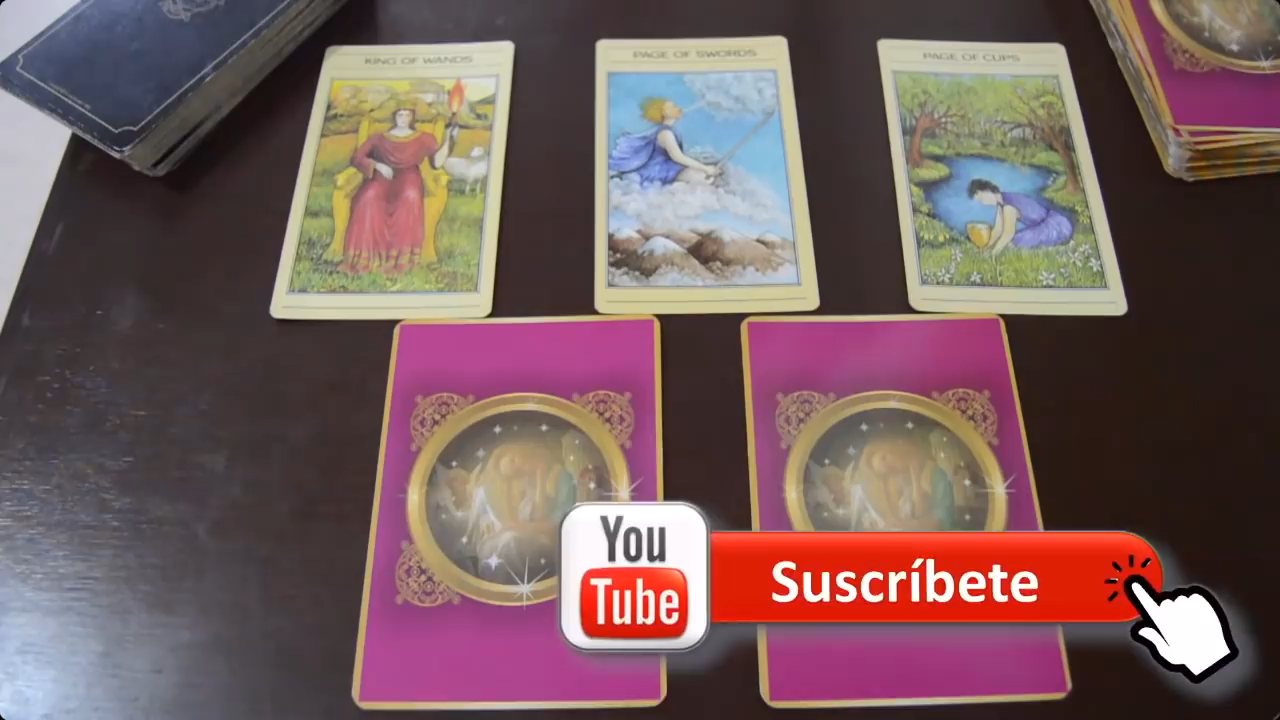 KING OF WANDS
PAGE OF SWORDS
PAGE OF CUPS
You
Tube
Suscríbete